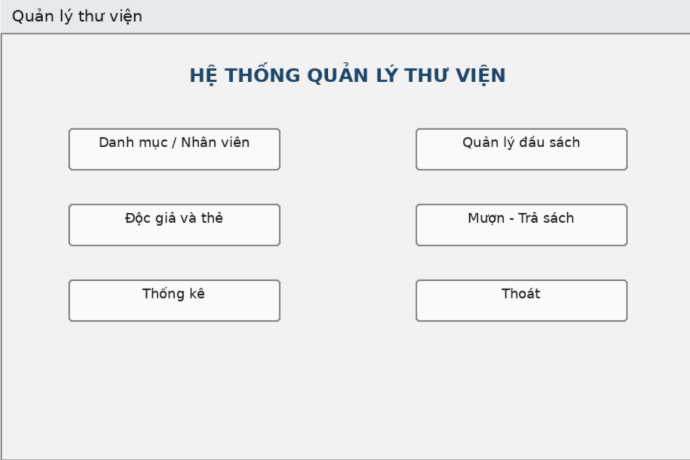 Quản lý thư viện
HỆ THỐNG QUẢN LÝ THƯ VIỆN
Danh mục / Nhân viên
Quản lý đầu sách
Độc giả và thẻ
Mượn - Trả sách
Thống kê
Thoát